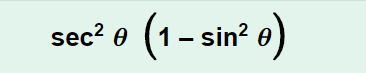 sec² θ (1 – sin² θ)